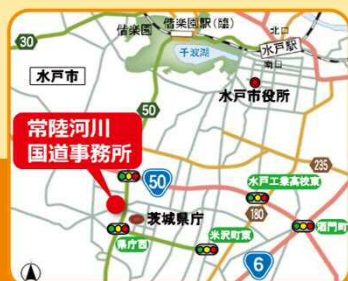 偕楽園
偕楽園駅(臨)
北口
水戸駅
南口
千波湖
30
水戸市
水戸市役所
50
常陸河川
国道事務所
235
50
水戸工業高校東
180
茨城県庁
酒門町
県庁西
米沢町東
6